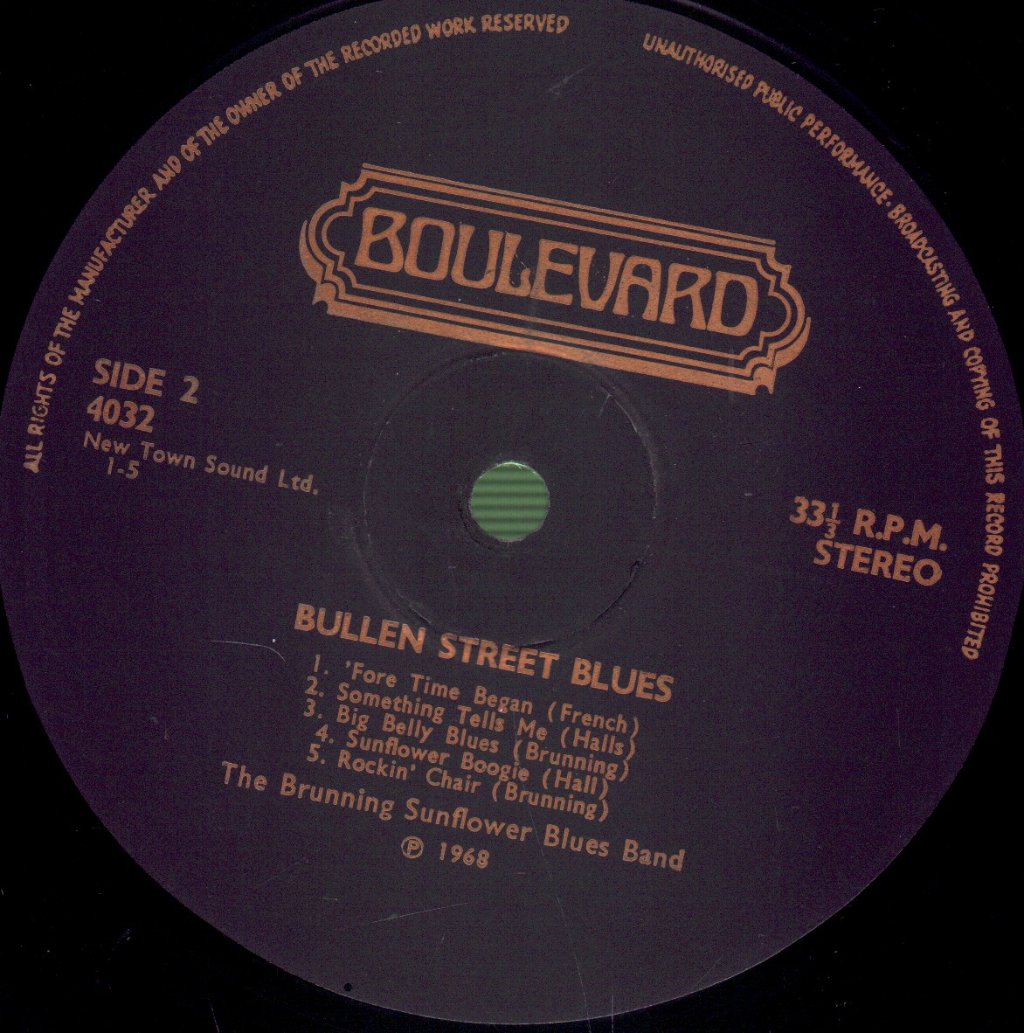 ALL RIGHTS OF THE MANUFACTURER AND OF THE OWNER OF THE RECORDED WORK RESERVED
UNAUTHORISED PUBLIC PERFORMANCE · BROADCASTING AND COPYING OF THIS RECORD PROHIBITED
BOULEVARD
SIDE 2
4032
New Town Sound Ltd.
1-5
33⅓ R.P.M.
STEREO
BULLEN STREET BLUES
1. 'Fore Time Began (French)
2. Something Tells Me (Halls)
3. Big Belly Blues (Brunning)
4. Sunflower Boogie (Hall)
5. Rockin' Chair (Brunning)
The Brunning Sunflower Blues Band
℗ 1968